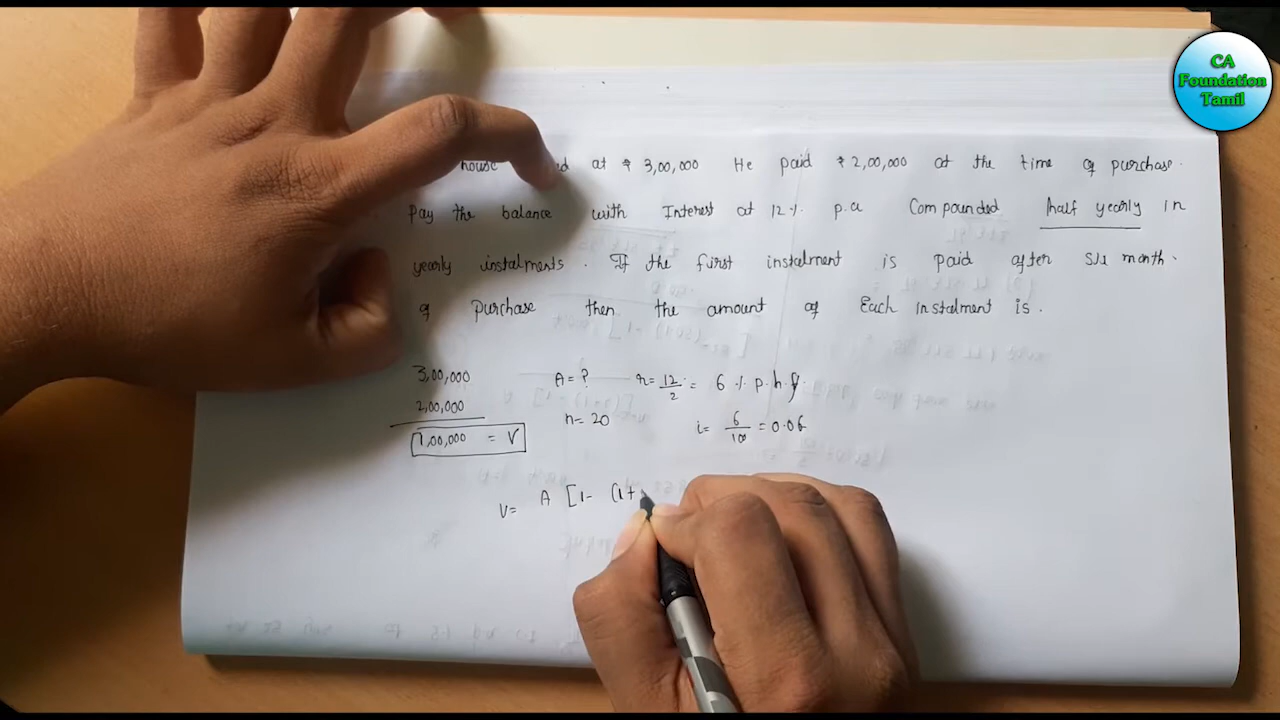 CA
Foundation
Tamil
house at ₹ 3,00,000 He paid ₹ 2,00,000 at the time of purchase.
Pay the balance with Interest at 12 %. p.a Compounded half yearly in
yearly instalments. If the first instalment is paid after six month.
of purchase then the amount of Each instalment is.
3,00,000 A = ? r = 12/2 = 6 %. p.h.y.
2,00,000 n = 20 i = 6/100 = 0.06
1,00,000 = V
V = A [1 - (1+